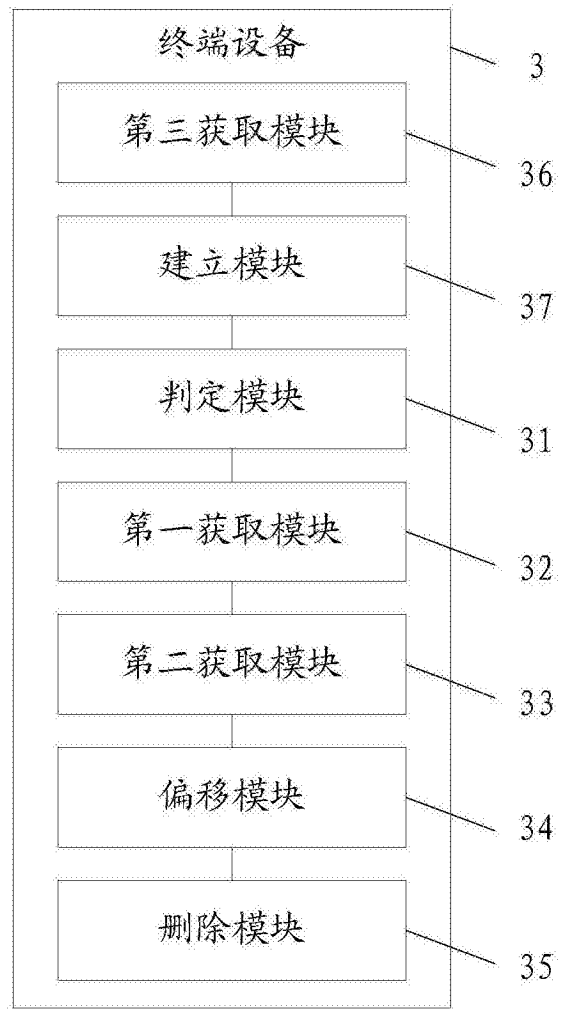 终端设备
3
第三获取模块
36
建立模块
37
判定模块
31
第一获取模块
32
第二获取模块
33
偏移模块
34
删除模块
35